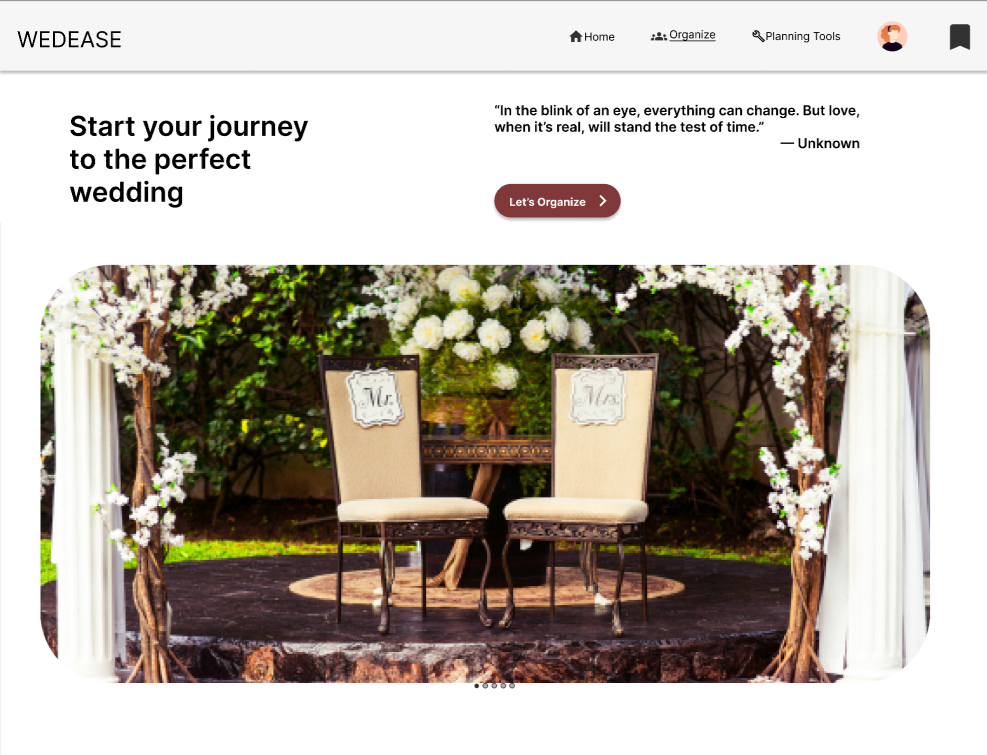 WEDEASE
Home
Organize
Planning Tools
Start your journey
to the perfect
wedding
“In the blink of an eye, everything can change. But love,
when it’s real, will stand the test of time.”
— Unknown
Let’s Organize
Mr.
Mrs.